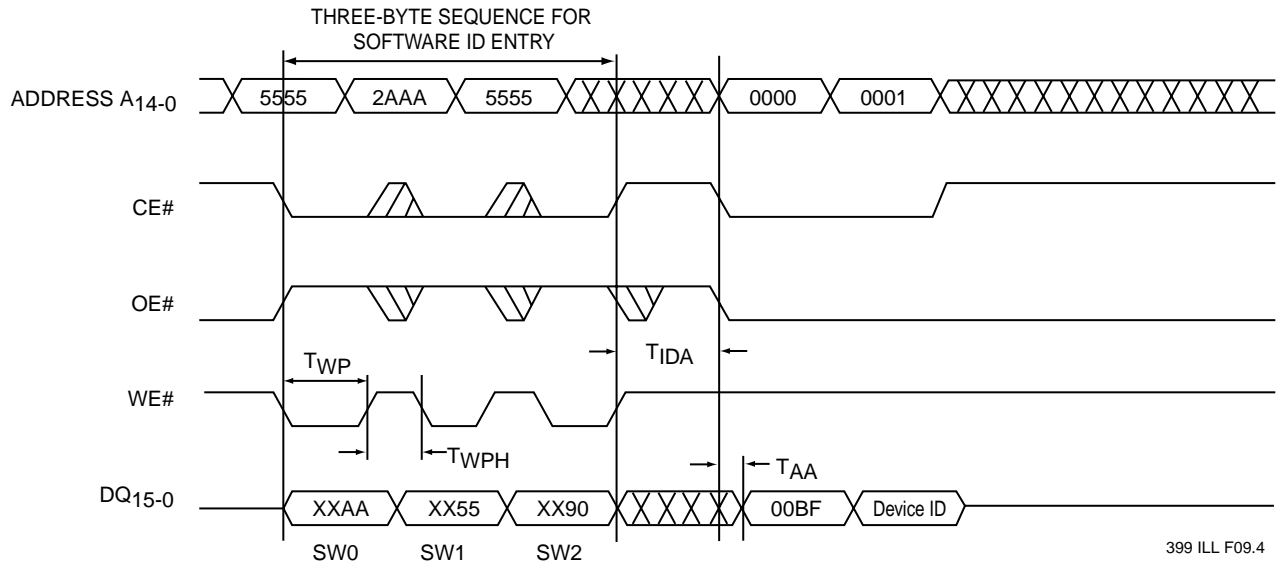 THREE-BYTE SEQUENCE FOR
SOFTWARE ID ENTRY
ADDRESS A14-0
5555
2AAA
5555
0000
0001
CE#
OE#
TIDA
TWP
WE#
TWPH
TAA
DQ15-0
XXAA
XX55
XX90
00BF
Device ID
SW0
SW1
SW2
399 ILL F09.4